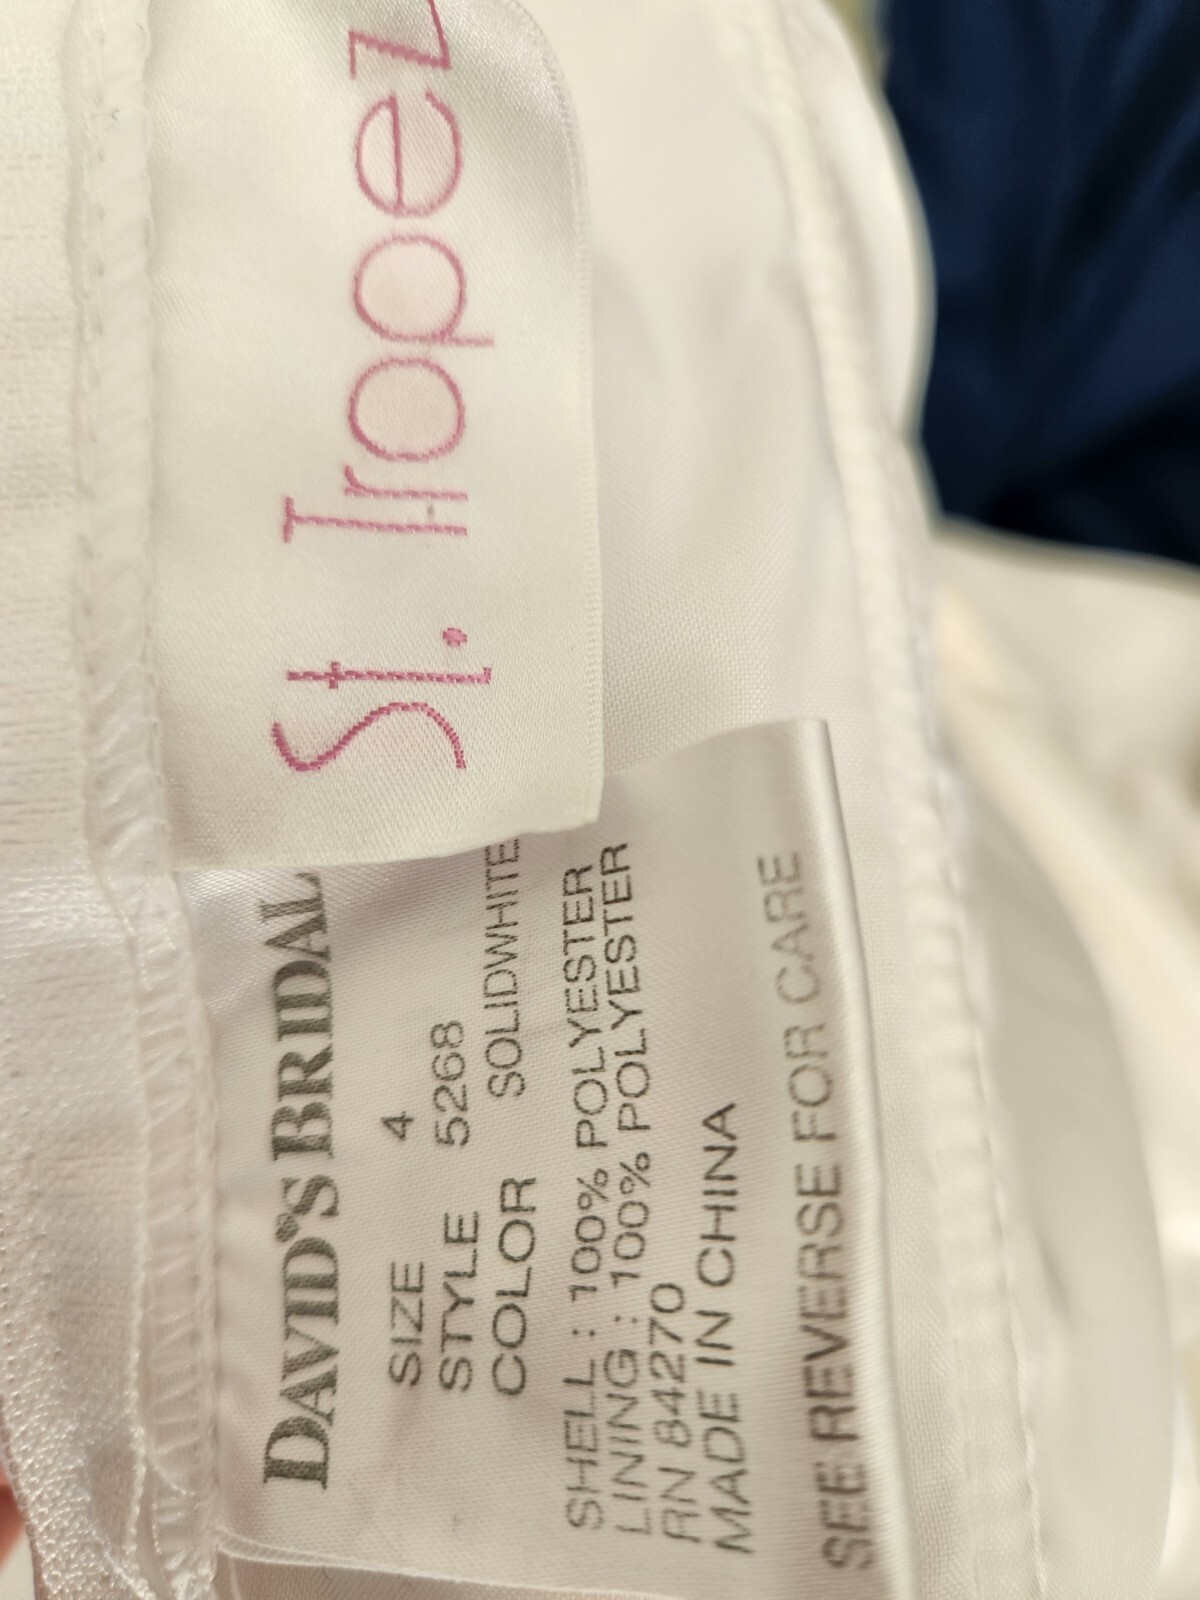 St. Tropez
DAVID'S BRIDAL
SIZE 4
STYLE 5268
COLOR SOLIDWHITE
SHELL : 100% POLYESTER
LINING : 100% POLYESTER
RN 84270
MADE IN CHINA
SEE REVERSE FOR CARE